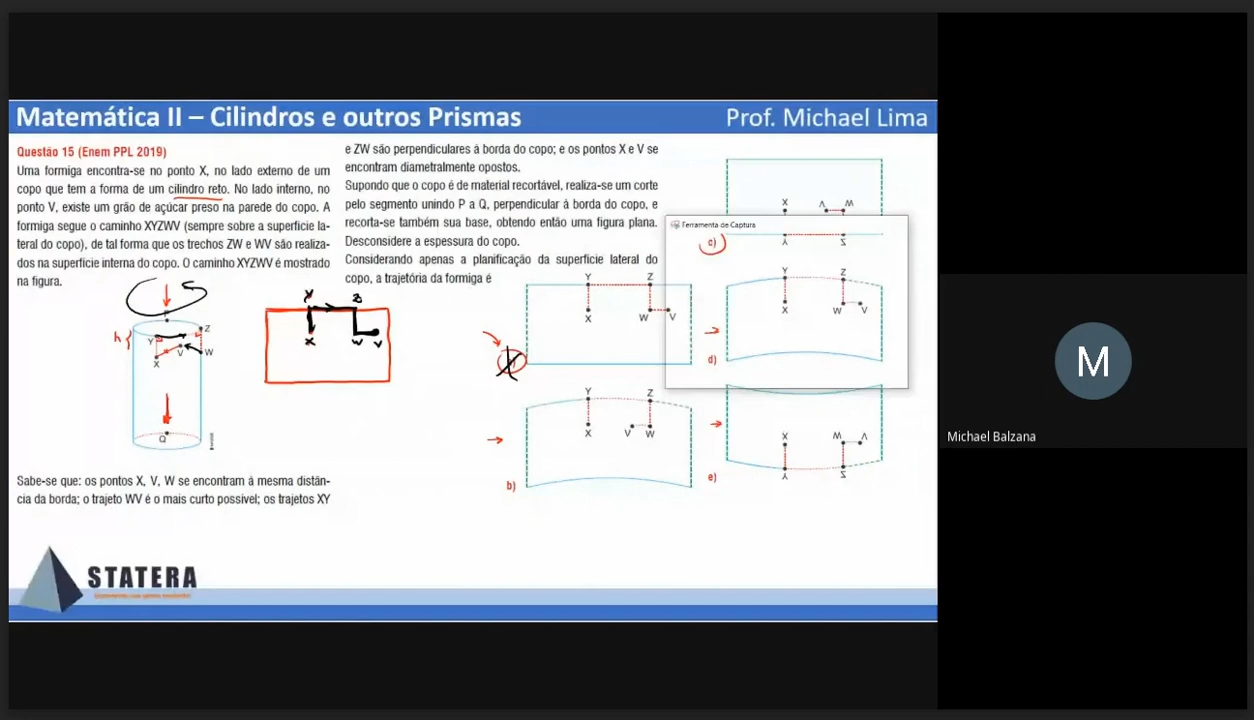 Matemática II – Cilindros e outros Prismas
Prof. Michael Lima
Questão 15 (Enem PPL 2019)
Uma formiga encontra-se no ponto X, no lado externo de um
copo que tem a forma de um cilindro reto. No lado interno, no
ponto V, existe um grão de açúcar preso na parede do copo. A
formiga segue o caminho XYZWV (sempre sobre a superfície la-
teral do copo), de tal forma que os trechos ZW e WV são realiza-
dos na superfície interna do copo. O caminho XYZWV é mostrado
na figura.
h
Y
Z
V
W
X
Q
Sabe-se que: os pontos X, V, W se encontram à mesma distân-
cia da borda; o trajeto WV é o mais curto possível; os trajetos XY
e ZW são perpendiculares à borda do copo; e os pontos X e V se
encontram diametralmente opostos.
Supondo que o copo é de material recortável, realiza-se um corte
pelo segmento unindo P a Q, perpendicular à borda do copo, e
recorta-se também sua base, obtendo então uma figura plana.
Desconsidere a espessura do copo.
Considerando apenas a planificação da superfície lateral do
copo, a trajetória da formiga é
Y Z
X W V
Y Z
X W V
Y Z
X V W
b)
X V W
Y Z
Ferramenta de Captura
c)
Y Z
X W V
d)
X W V
Y Z
e)
STATERA
M
Michael Balzana